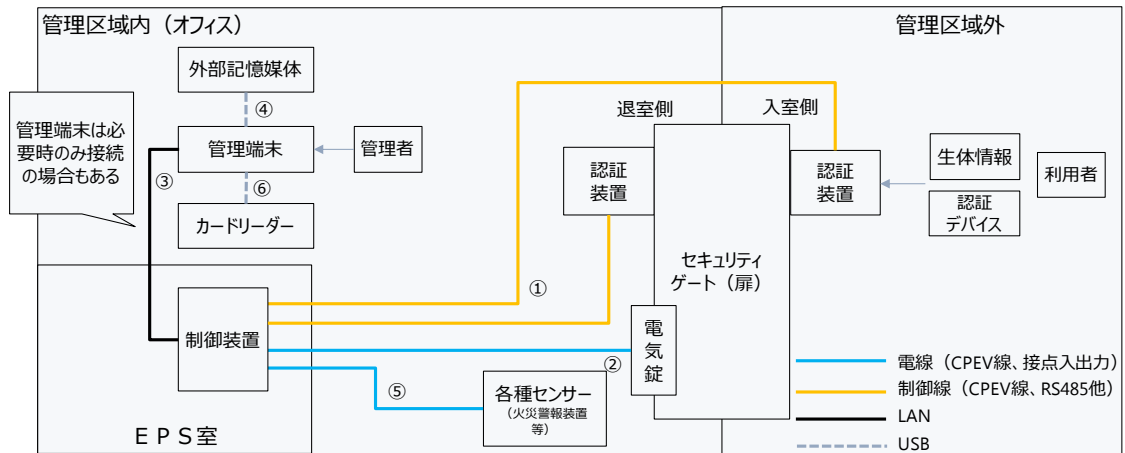 管理区域内（オフィス）
管理区域外
外部記憶媒体
④
管理端末は必
要時のみ接続
の場合もある
管理端末
管理者
③
⑥
カードリーダー
退室側
入室側
認証
装置
認証
装置
生体情報
利用者
認証
デバイス
セキュリティ
ゲート（扉）
①
制御装置
電
気
錠
②
⑤
各種センサー
（火災警報装置
等）
ＥＰＳ室
電線（CPEV線、接点入出力）
制御線（CPEV線、RS485他）
LAN
USB